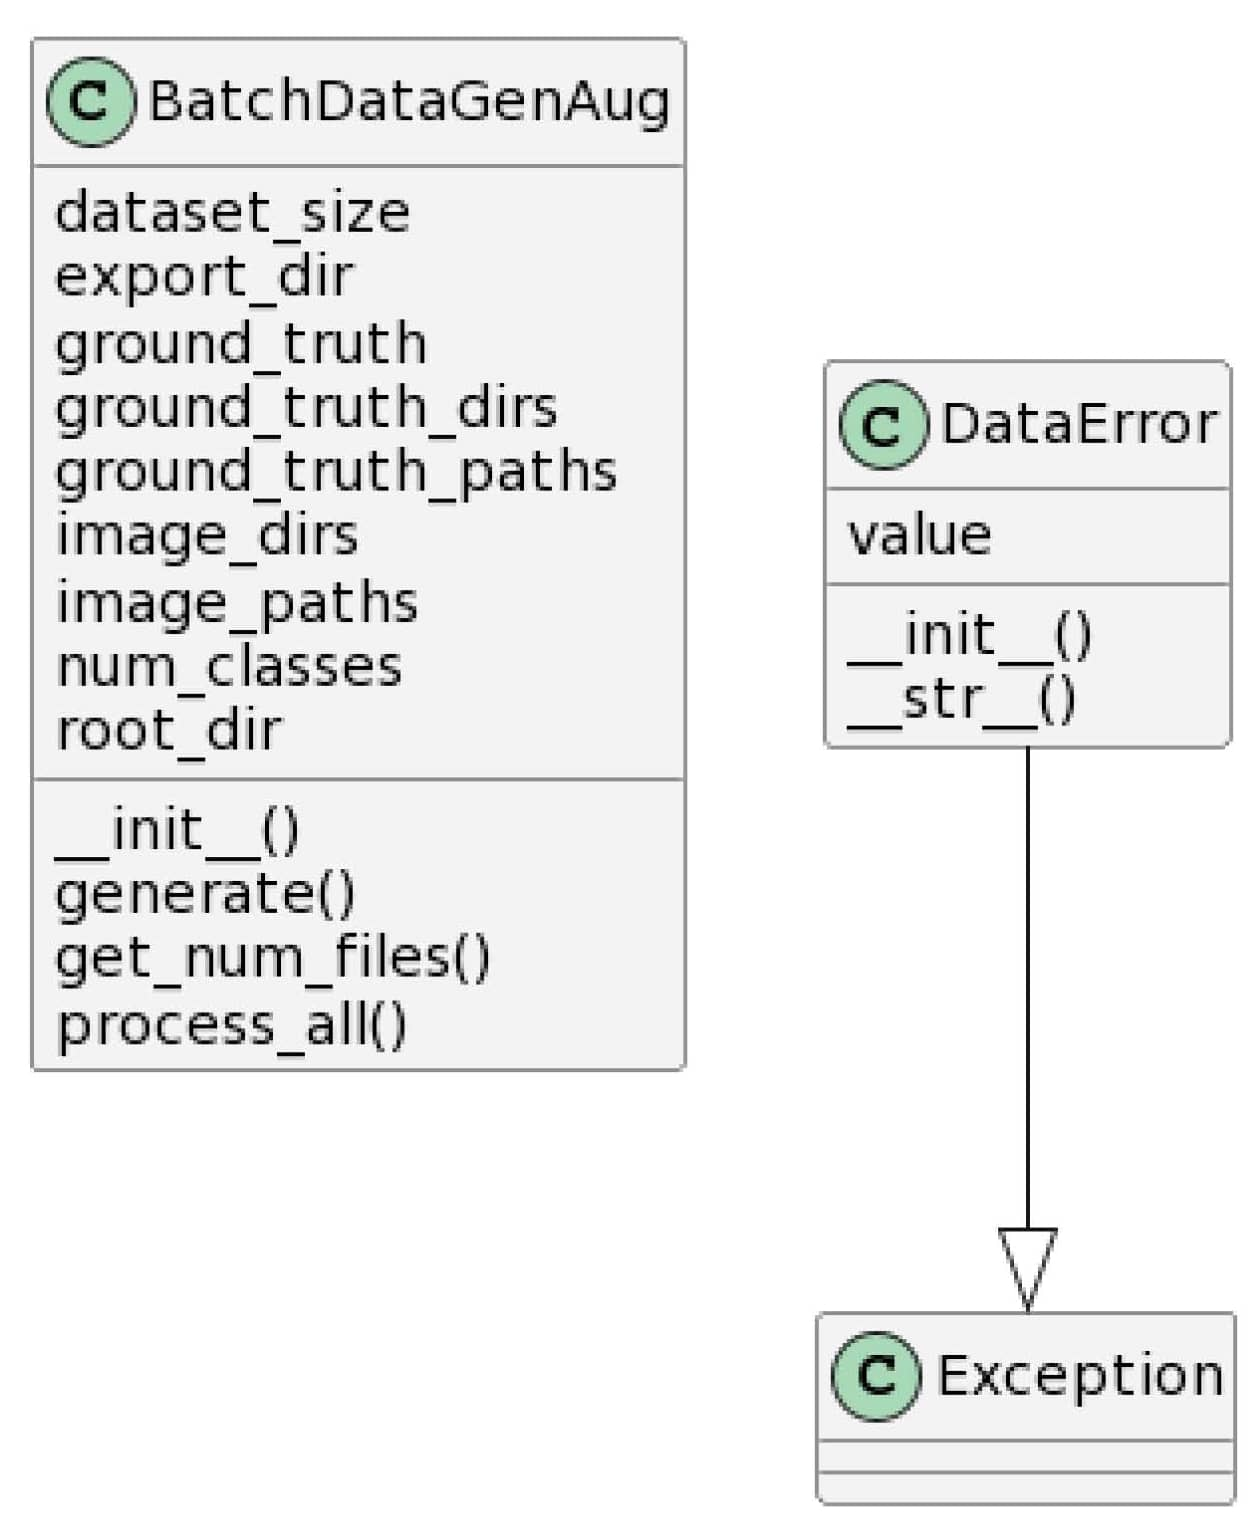 C BatchDataGenAug
dataset_size
export_dir
ground_truth
ground_truth_dirs
ground_truth_paths
image_dirs
image_paths
num_classes
root_dir
__init__()
generate()
get_num_files()
process_all()
C DataError
value
__init__()
__str__()
C Exception